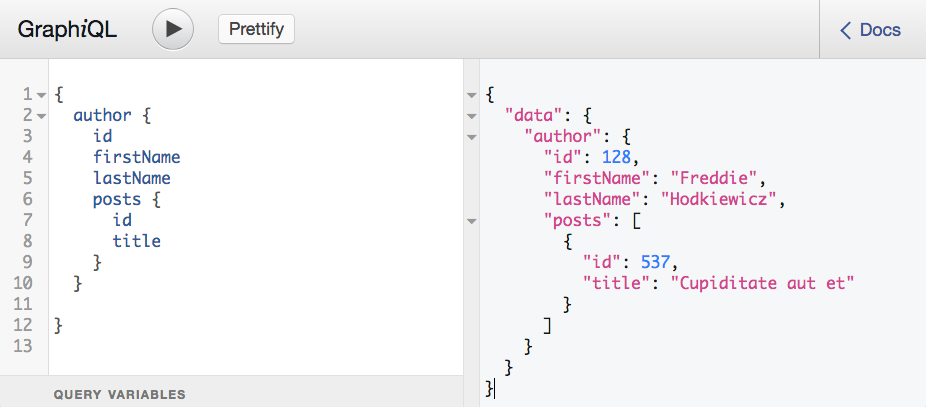 GraphiQL Prettify Docs
1 {
2 author {
3 id
4 firstName
5 lastName
6 posts {
7 id
8 title
9 }
10 }
11
12 }
13
QUERY VARIABLES
{
"data": {
"author": {
"id": 128,
"firstName": "Freddie",
"lastName": "Hodkiewicz",
"posts": [
{
"id": 537,
"title": "Cupiditate aut et"
}
]
}
}
}